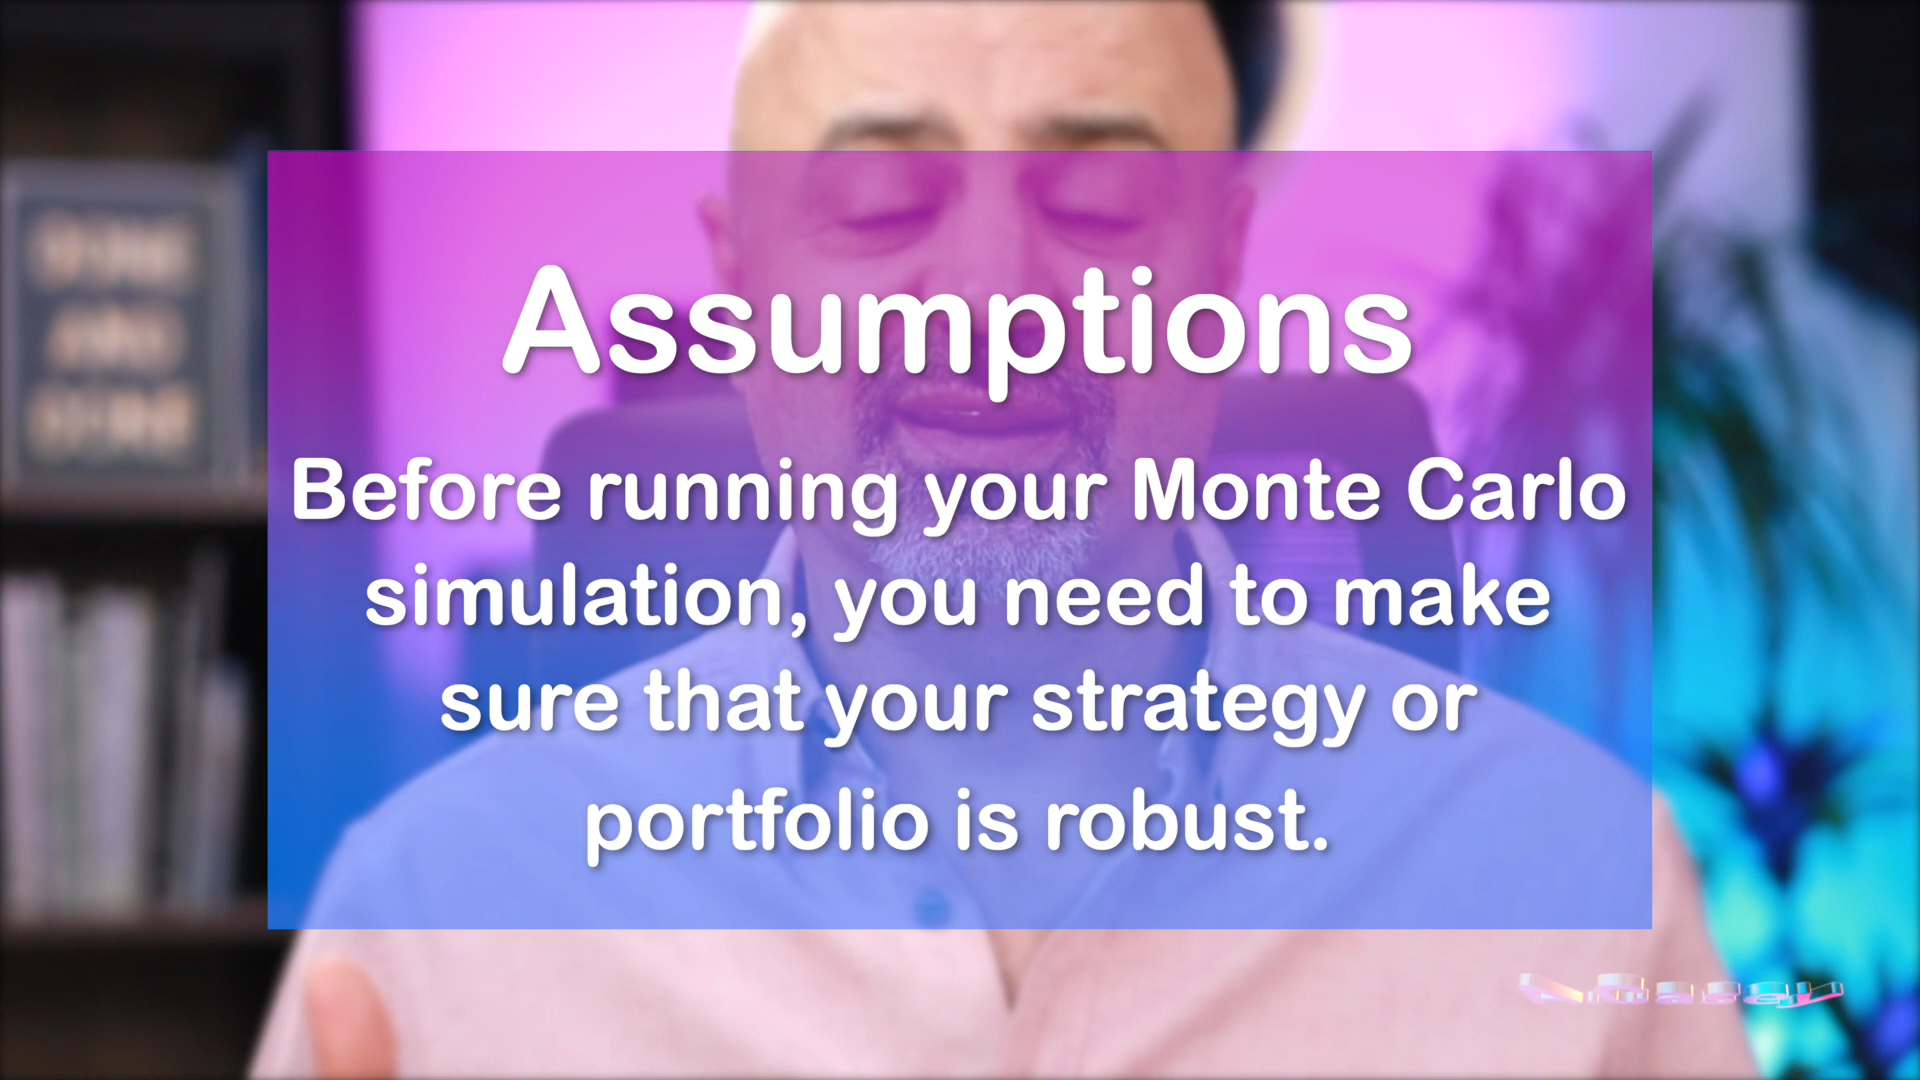 Assumptions
Before running your Monte Carlo
simulation, you need to make
sure that your strategy or
portfolio is robust.